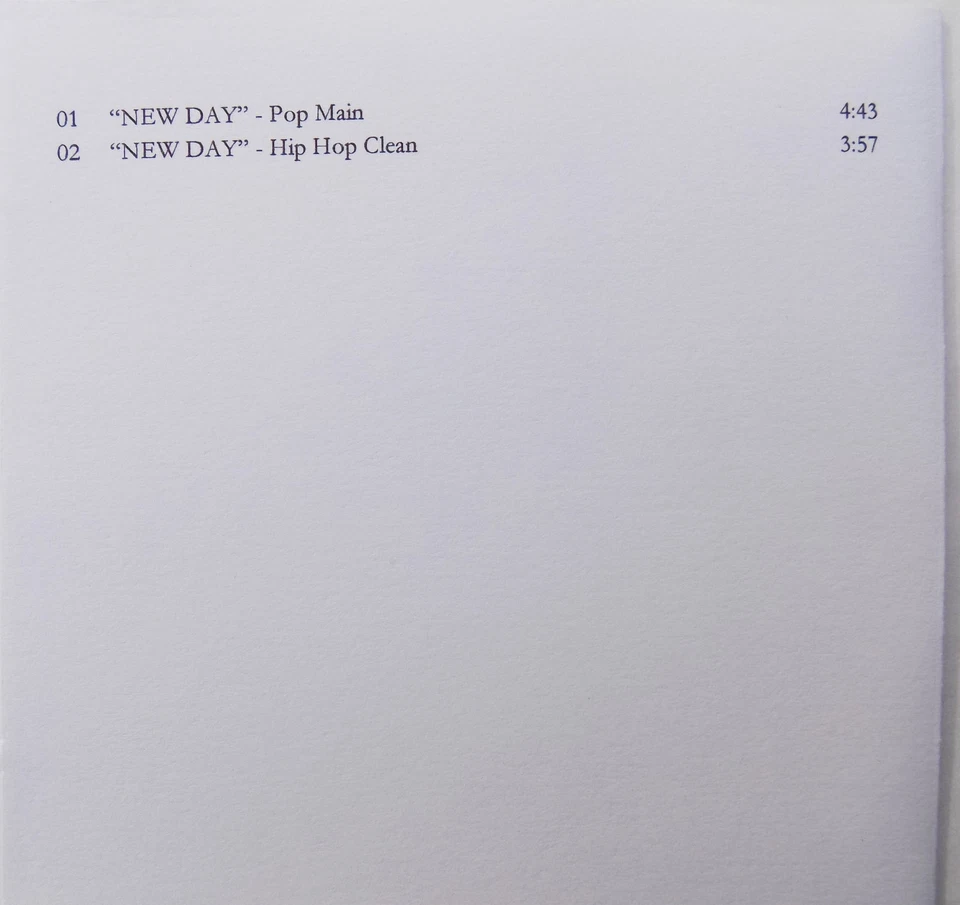 01 “NEW DAY” - Pop Main 4:43
02 “NEW DAY” - Hip Hop Clean 3:57